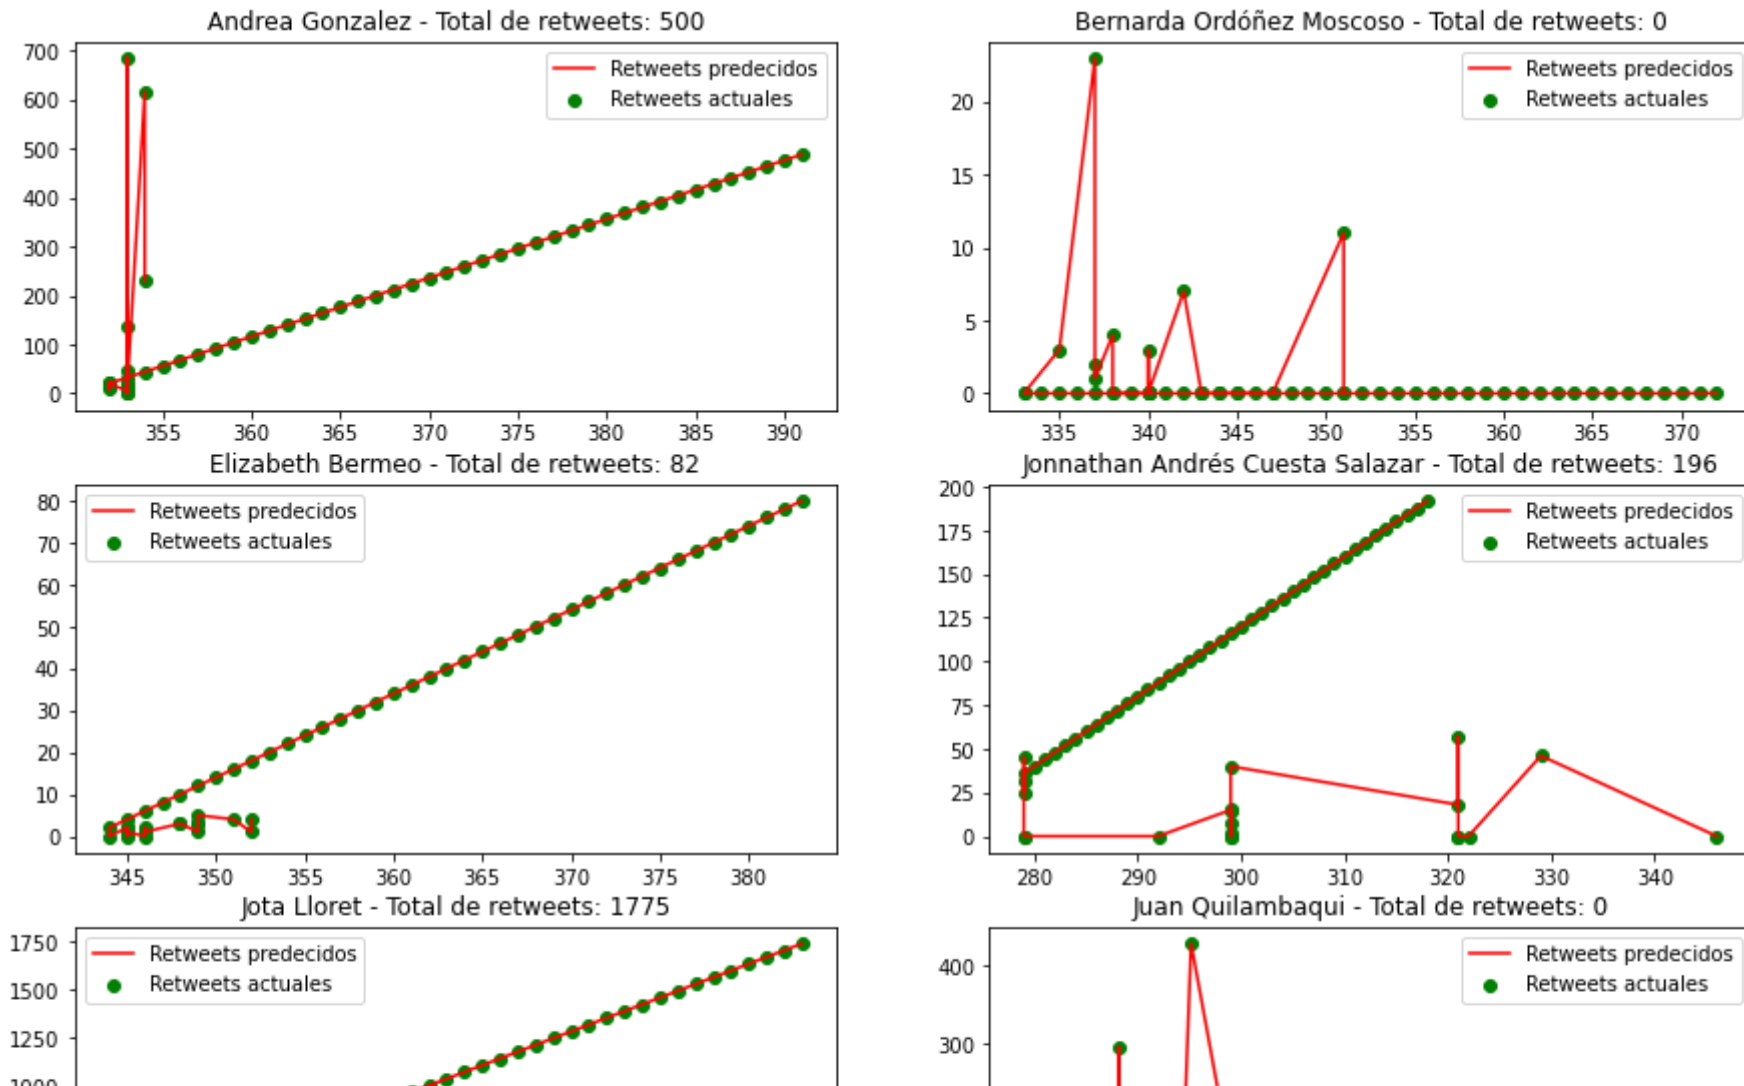 Andrea Gonzalez - Total de retweets: 500
700
600
500
400
300
200
100
0
Retweets predecidos
Retweets actuales
355 360 365 370 375 380 385 390
Bernarda Ordóñez Moscoso - Total de retweets: 0
20
15
10
5
0
Retweets predecidos
Retweets actuales
335 340 345 350 355 360 365 370
Elizabeth Bermeo - Total de retweets: 82
80
70
60
50
40
30
20
10
0
Retweets predecidos
Retweets actuales
345 350 355 360 365 370 375 380
Jonnathan Andrés Cuesta Salazar - Total de retweets: 196
200
175
150
125
100
75
50
25
0
Retweets predecidos
Retweets actuales
280 290 300 310 320 330 340
Jota Lloret - Total de retweets: 1775
1750
1500
1250
1000
Retweets predecidos
Retweets actuales
Juan Quilambaqui - Total de retweets: 0
400
300
Retweets predecidos
Retweets actuales